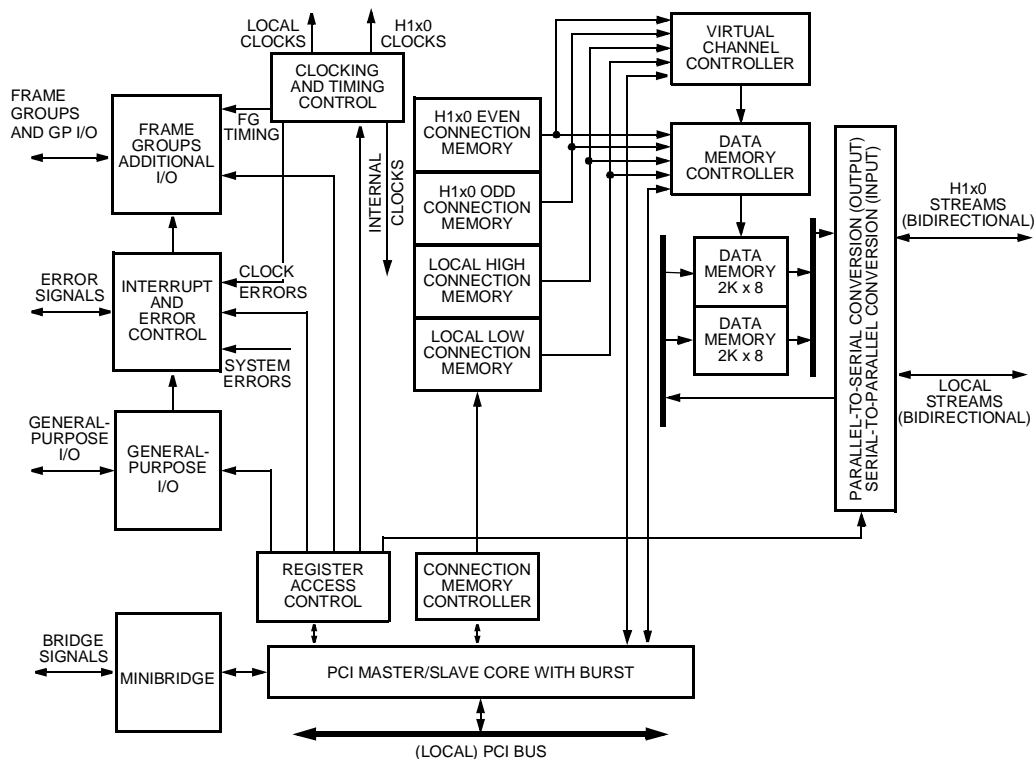 LOCAL
CLOCKS
H1x0
CLOCKS
CLOCKING
AND TIMING
CONTROL
VIRTUAL
CHANNEL
CONTROLLER
FRAME
GROUPS
AND GP I/O
FRAME
GROUPS
ADDITIONAL
I/O
FG
TIMING
INTERNAL
CLOCKS
H1x0 EVEN
CONNECTION
MEMORY
H1x0 ODD
CONNECTION
MEMORY
LOCAL HIGH
CONNECTION
MEMORY
LOCAL LOW
CONNECTION
MEMORY
DATA
MEMORY
CONTROLLER
DATA
MEMORY
2K x 8
DATA
MEMORY
2K x 8
PARALLEL-TO-SERIAL CONVERSION (OUTPUT)
SERIAL-TO-PARALLEL CONVERSION (INPUT)
H1x0
STREAMS
(BIDIRECTIONAL)
LOCAL
STREAMS
(BIDIRECTIONAL)
ERROR
SIGNALS
INTERRUPT
AND
ERROR
CONTROL
CLOCK
ERRORS
SYSTEM
ERRORS
GENERAL-
PURPOSE
I/O
GENERAL-
PURPOSE
I/O
REGISTER
ACCESS
CONTROL
CONNECTION
MEMORY
CONTROLLER
BRIDGE
SIGNALS
MINIBRIDGE
PCI MASTER/SLAVE CORE WITH BURST
(LOCAL) PCI BUS